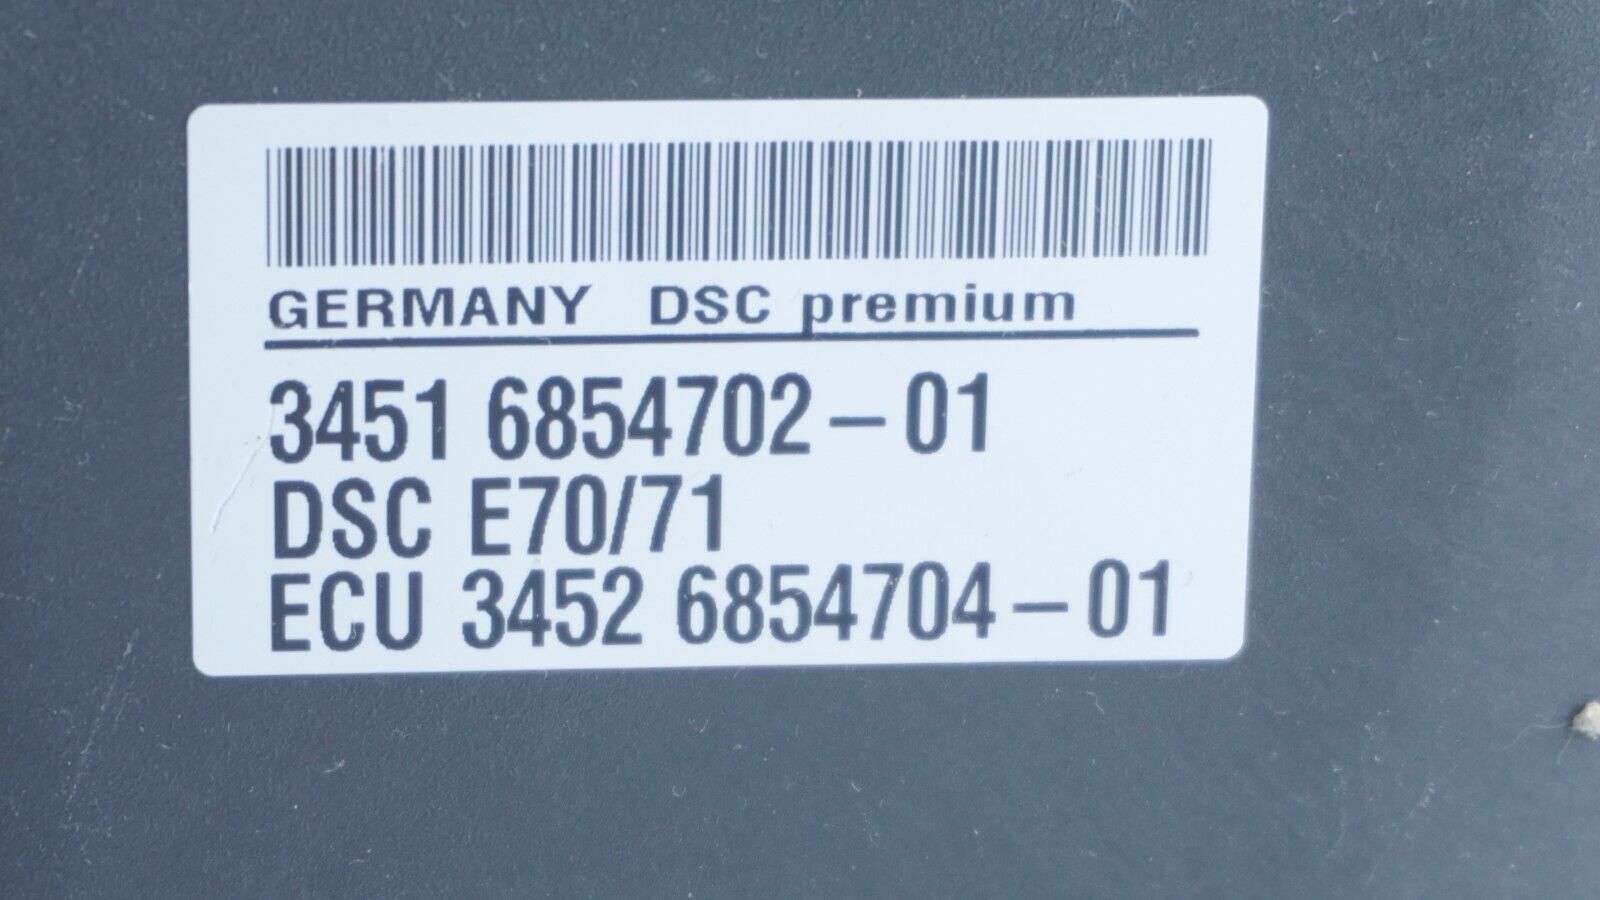 GERMANY DSC premium
3451 6854702-01
DSC E70/71
ECU 3452 6854704-01